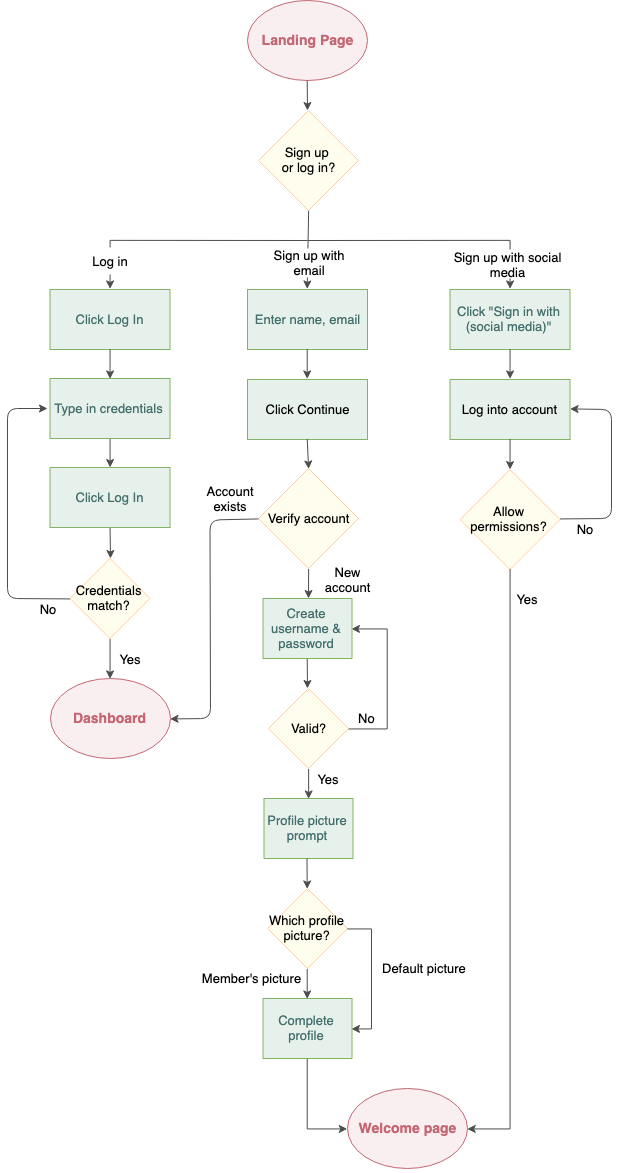 Landing Page
Sign up
or log in?
Log in
Sign up with
email
Sign up with social
media
Click Log In
Enter name, email
Click "Sign in with
(social media)"
Type in credentials
Click Continue
Log into account
Click Log In
Account
exists
Verify account
Allow
permissions?
No
New
account
Credentials
match?
No
Yes
Create
username &
password
Yes
Dashboard
Valid?
No
Yes
Profile picture
prompt
Which profile
picture?
Member's picture
Default picture
Complete
profile
Welcome page